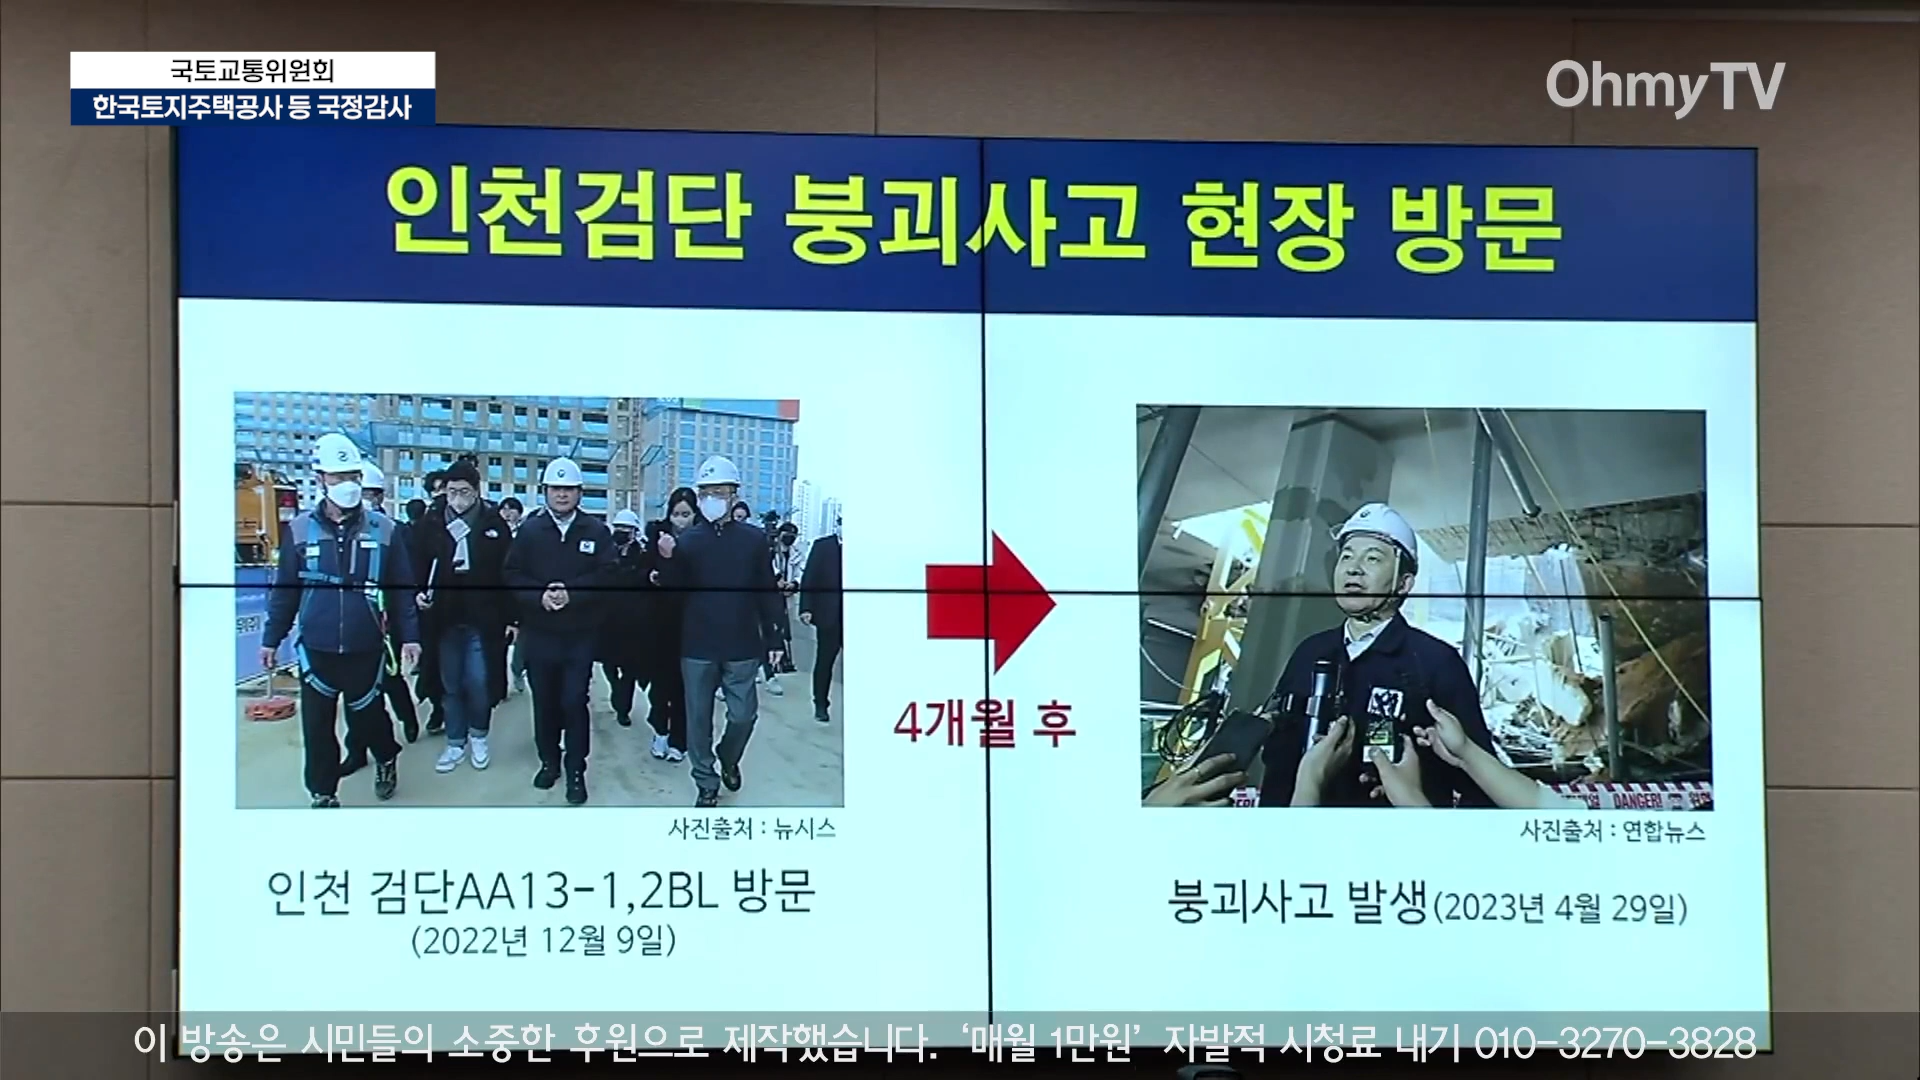 국토교통위원회
한국토지주택공사 등 국정감사
OhmyTV
인천검단 붕괴사고 현장 방문
4개월 후
DANGER!
사진출처 : 뉴시스
사진출처 : 연합뉴스
인천 검단AA13-1,2BL 방문
(2022년 12월 9일)
붕괴사고 발생(2023년 4월 29일)
이 방송은 시민들의 소중한 후원으로 제작했습니다. ‘매월 1만원’ 자발적 시청료 내기 010-3270-3828